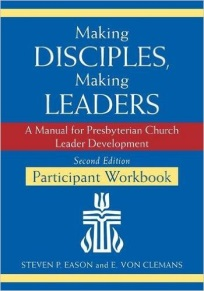 Making
DISCIPLES,
Making
LEADERS
A Manual for Presbyterian Church
Leader Development
Second Edition
Participant Workbook
STEVEN P. EASON and E. VON CLEMANS